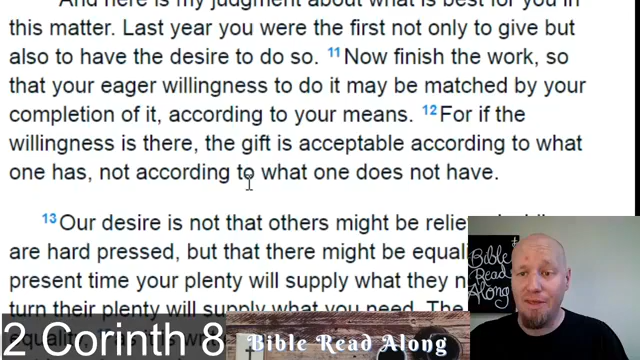 And here is my judgment about what is best for you in
this matter. Last year you were the first not only to give but
also to have the desire to do so. 11 Now finish the work, so
that your eager willingness to do it may be matched by your
completion of it, according to your means. 12 For if the
willingness is there, the gift is acceptable according to what
one has, not according to what one does not have.
13 Our desire is not that others might be
are hard pressed, but that there might be
present time your plenty will supply what they
turn their plenty will supply what you need. The
2 Corinth 8
Bible Read Along
Bible
Read
Along